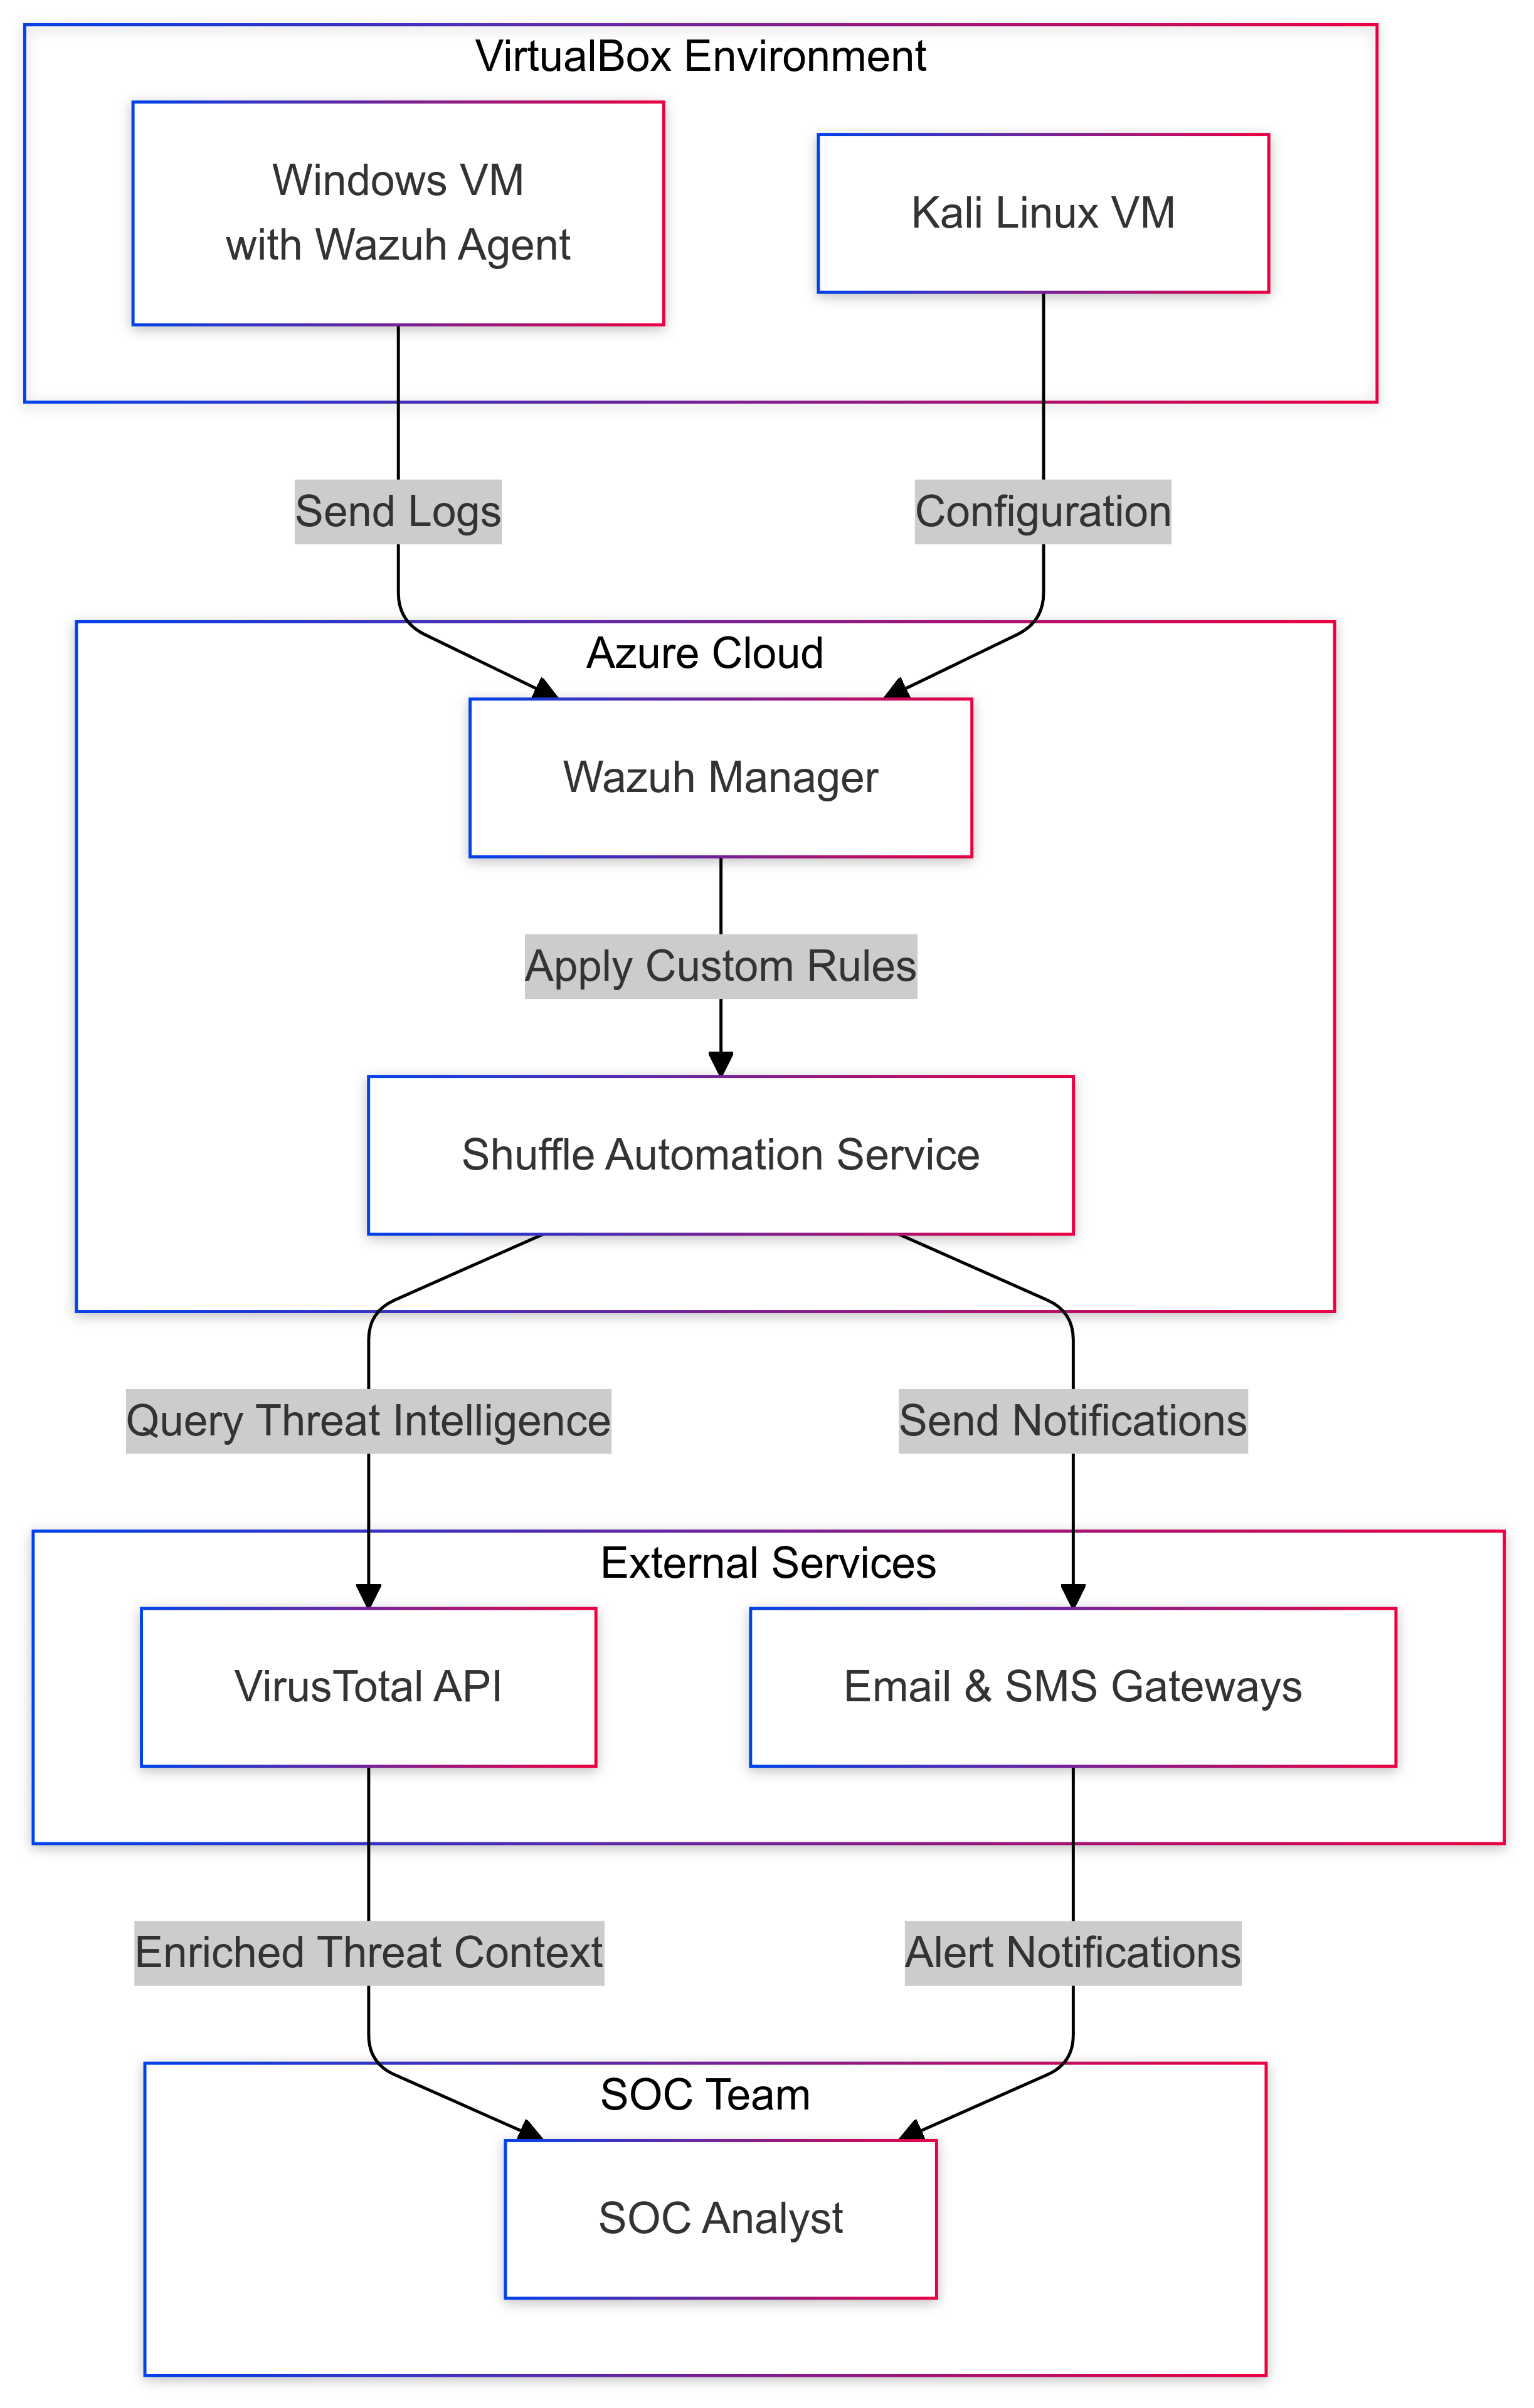 VirtualBox Environment
Windows VM
with Wazuh Agent
Kali Linux VM
Send Logs
Configuration
Azure Cloud
Wazuh Manager
Apply Custom Rules
Shuffle Automation Service
Query Threat Intelligence
Send Notifications
External Services
VirusTotal API
Email & SMS Gateways
Enriched Threat Context
Alert Notifications
SOC Team
SOC Analyst